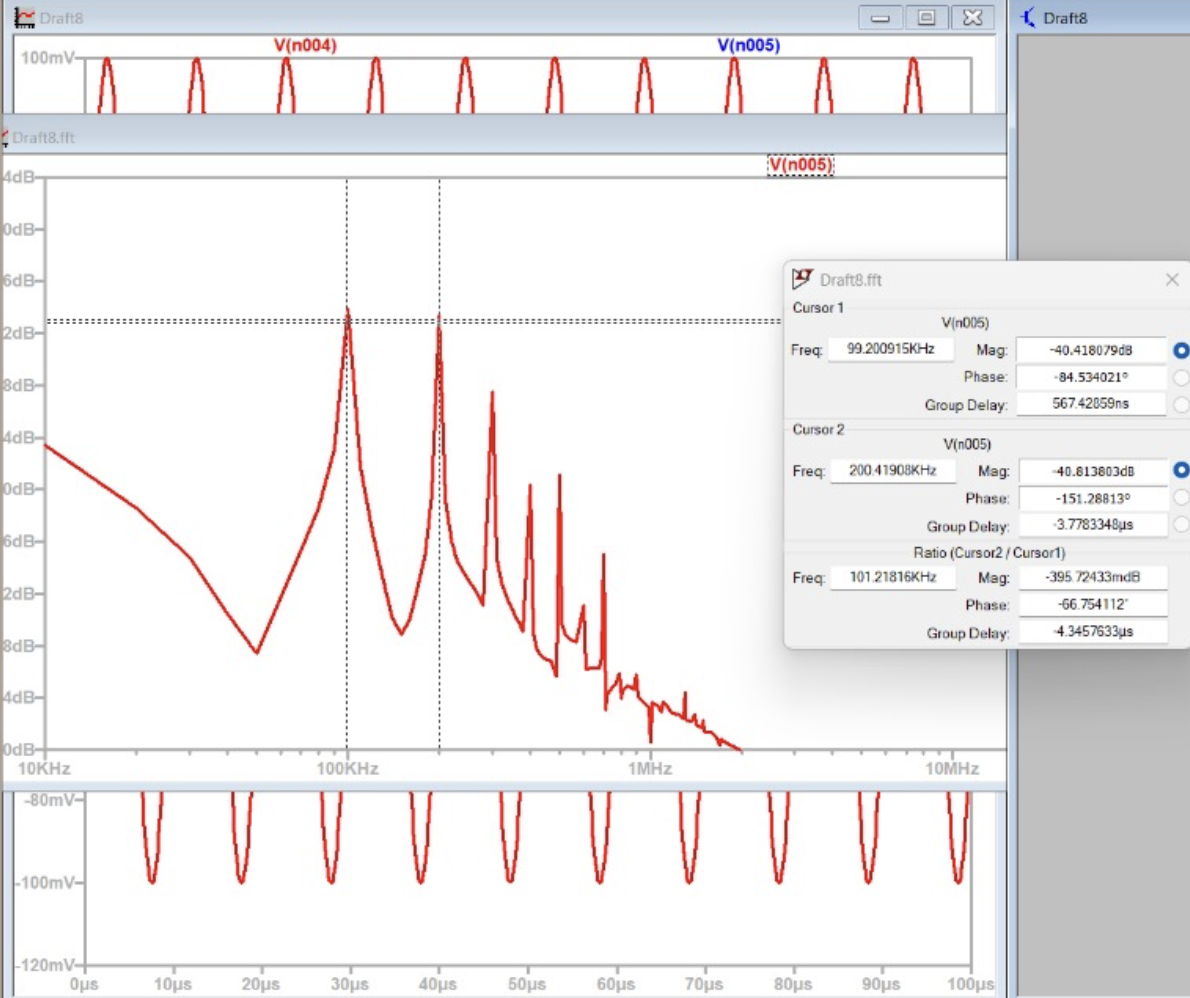 Draft8
Draft8
V(n004) V(n005)
100mV
Draft8.fft
V(n005)
4dB
0dB
6dB
2dB
8dB
4dB
0dB
6dB
2dB
8dB
4dB
0dB
10KHz 100KHz 1MHz 10MHz
Draft8.fft
Cursor 1
V(n005)
Freq: 99.200915KHz Mag: -40.418079dB
Phase: -84.534021°
Group Delay: 567.42859ns
Cursor 2
V(n005)
Freq: 200.41908KHz Mag: -40.813803dB
Phase: -151.28813°
Group Delay: -3.7783348µs
Ratio (Cursor2 / Cursor1)
Freq: 101.21816KHz Mag: -395.72433mdB
Phase: -66.754112°
Group Delay: -4.3457633µs
-80mV
-100mV
-120mV
0µs 10µs 20µs 30µs 40µs 50µs 60µs 70µs 80µs 90µs 100µs